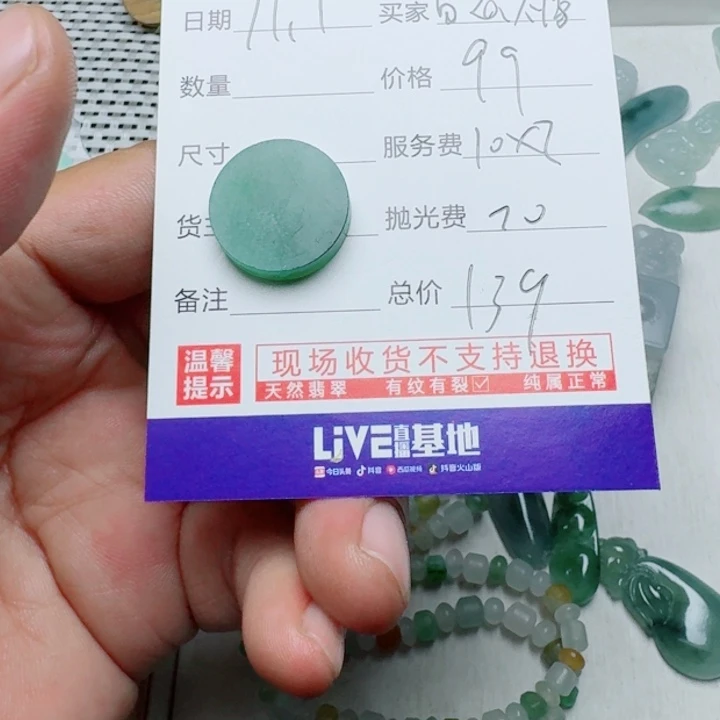 日期 11.1 买家
数量 价格 99
尺寸 服务费 10
货主 抛光费 20
备注 总价 139
温馨提示 现场收货不支持退换
天然翡翠 有纹有裂☑ 纯属正常
LiVE直播基地
今日头条 抖音 西瓜视频 抖音火山版